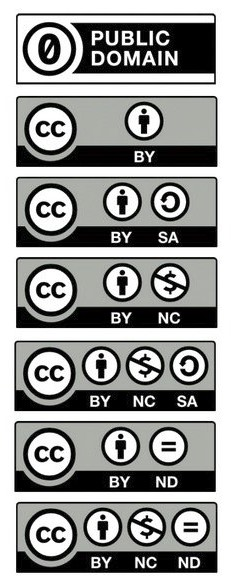 0 PUBLIC
DOMAIN
cc
BY
cc
BY SA
cc
BY $ NC
cc
BY $ NC SA
cc
BY = ND
cc
BY $ NC = ND